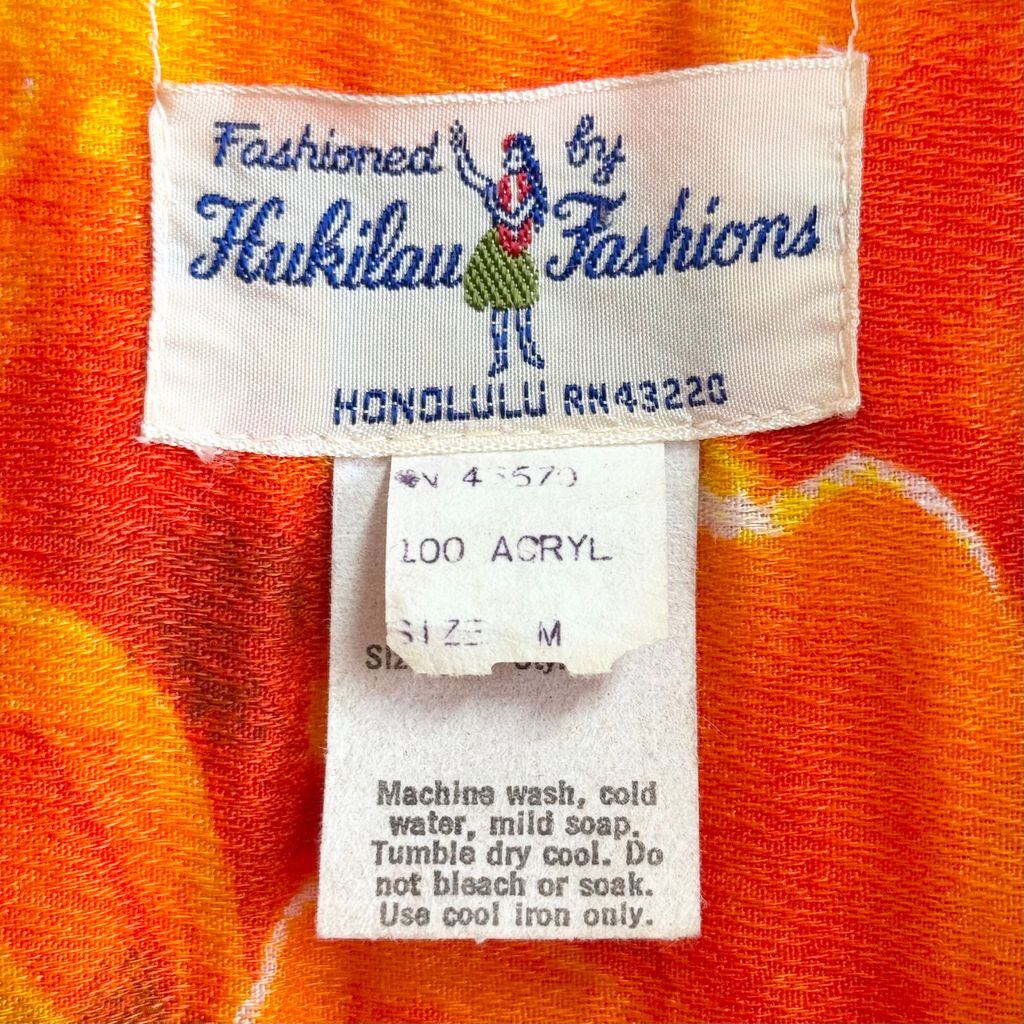 Fashioned by
Hukilau Fashions
HONOLULU RN43220
100 ACRYL
SIZE M
Machine wash, cold
water, mild soap.
Tumble dry cool. Do
not bleach or soak.
Use cool iron only.